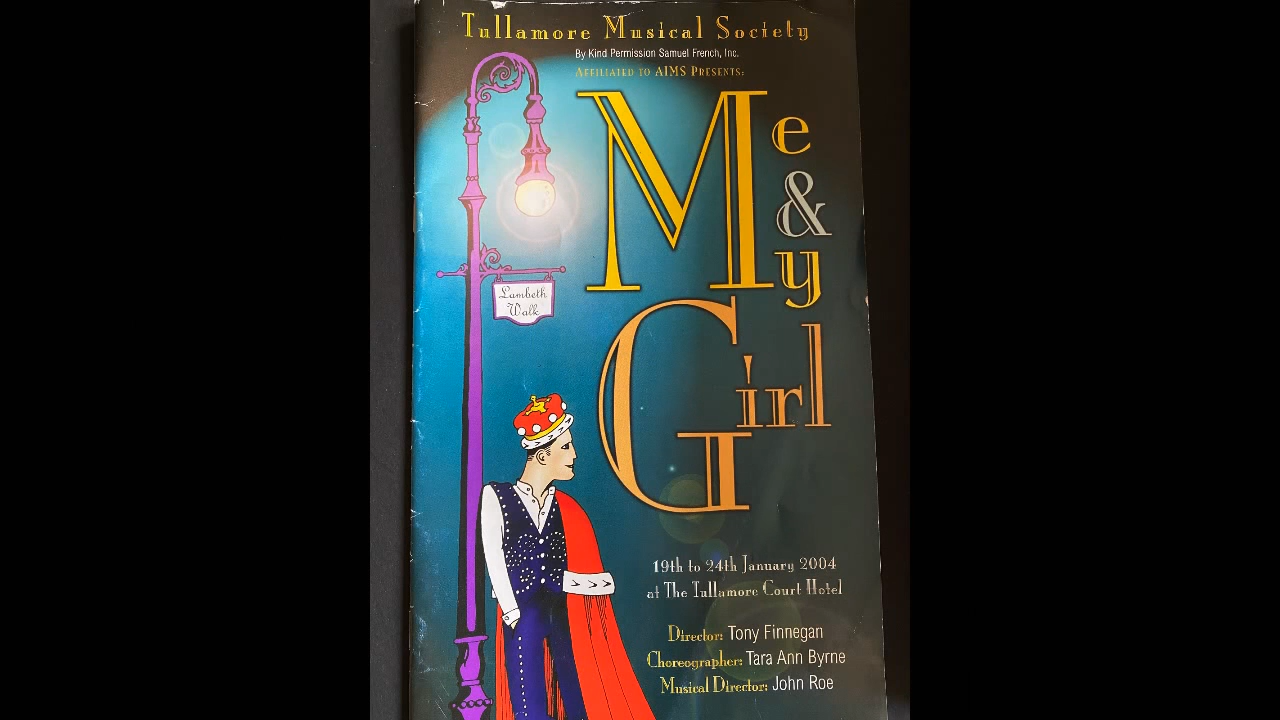 Tullamore Musical Society
By Kind Permission Samuel French, Inc.
Affiliated to AIMS Presents:
Me
&
My
Girl
Lambeth
Walk
19th to 24th January 2004
at The Tullamore Court Hotel
Director: Tony Finnegan
Choreographer: Tara Ann Byrne
Musical Director: John Roe